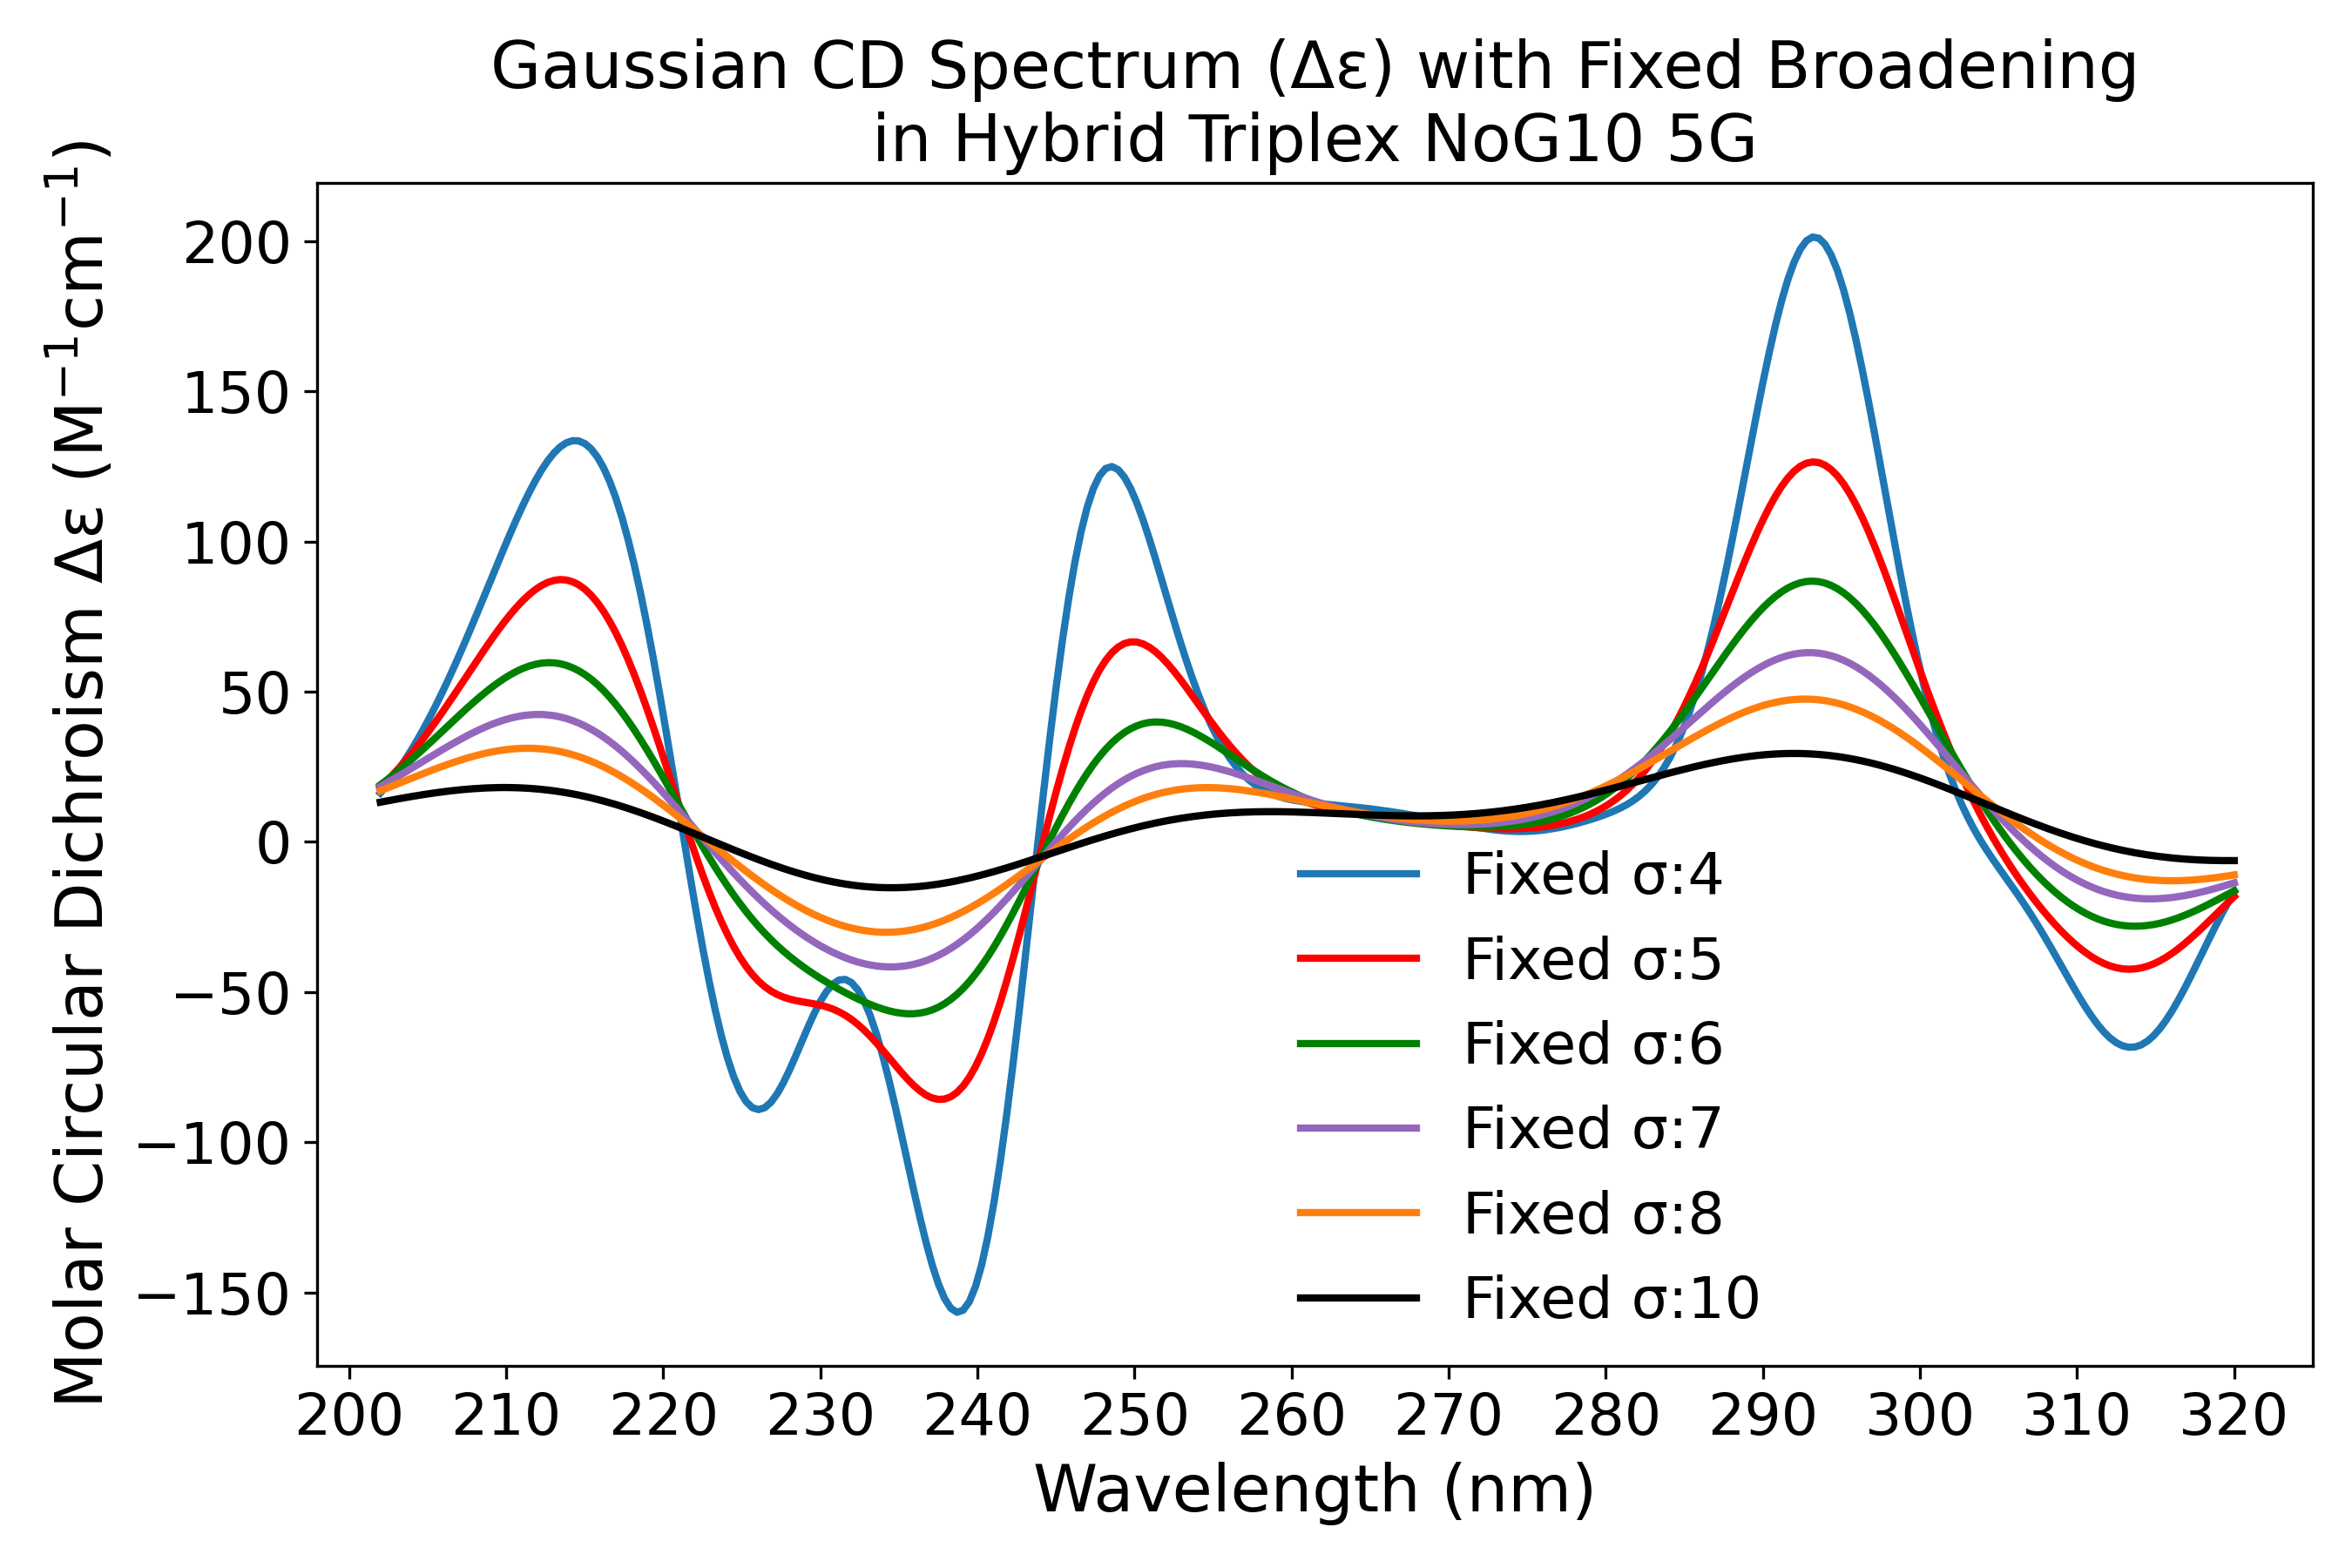 Gaussian CD Spectrum (Δε) with Fixed Broadening
in Hybrid Triplex NoG10 5G
Molar Circular Dichroism Δε (M⁻¹cm⁻¹)
200
150
100
50
0
−50
−100
−150
Fixed σ:4
Fixed σ:5
Fixed σ:6
Fixed σ:7
Fixed σ:8
Fixed σ:10
200 210 220 230 240 250 260 270 280 290 300 310 320
Wavelength (nm)